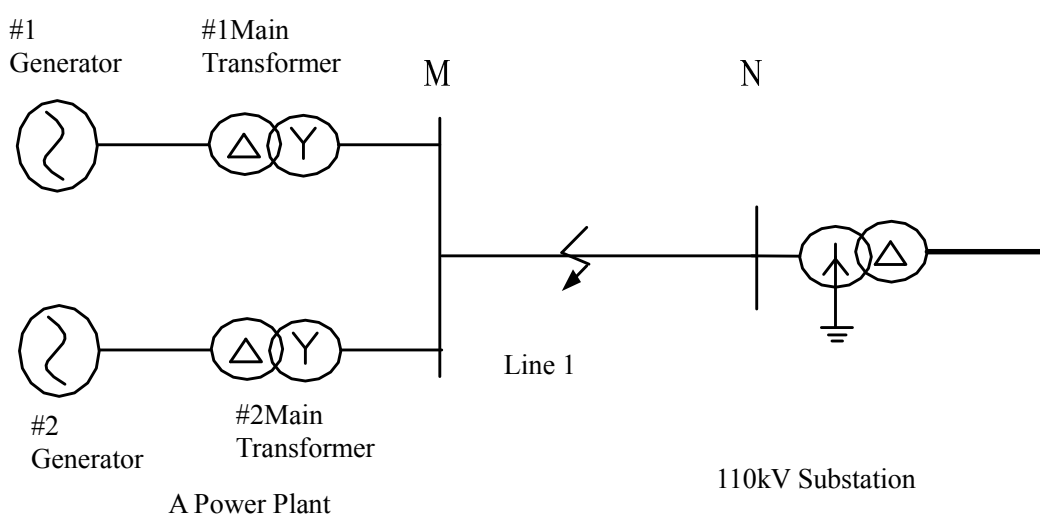 #1
Generator
#1Main
Transformer
M
N
Line 1
#2
Generator
#2Main
Transformer
A Power Plant
110kV Substation